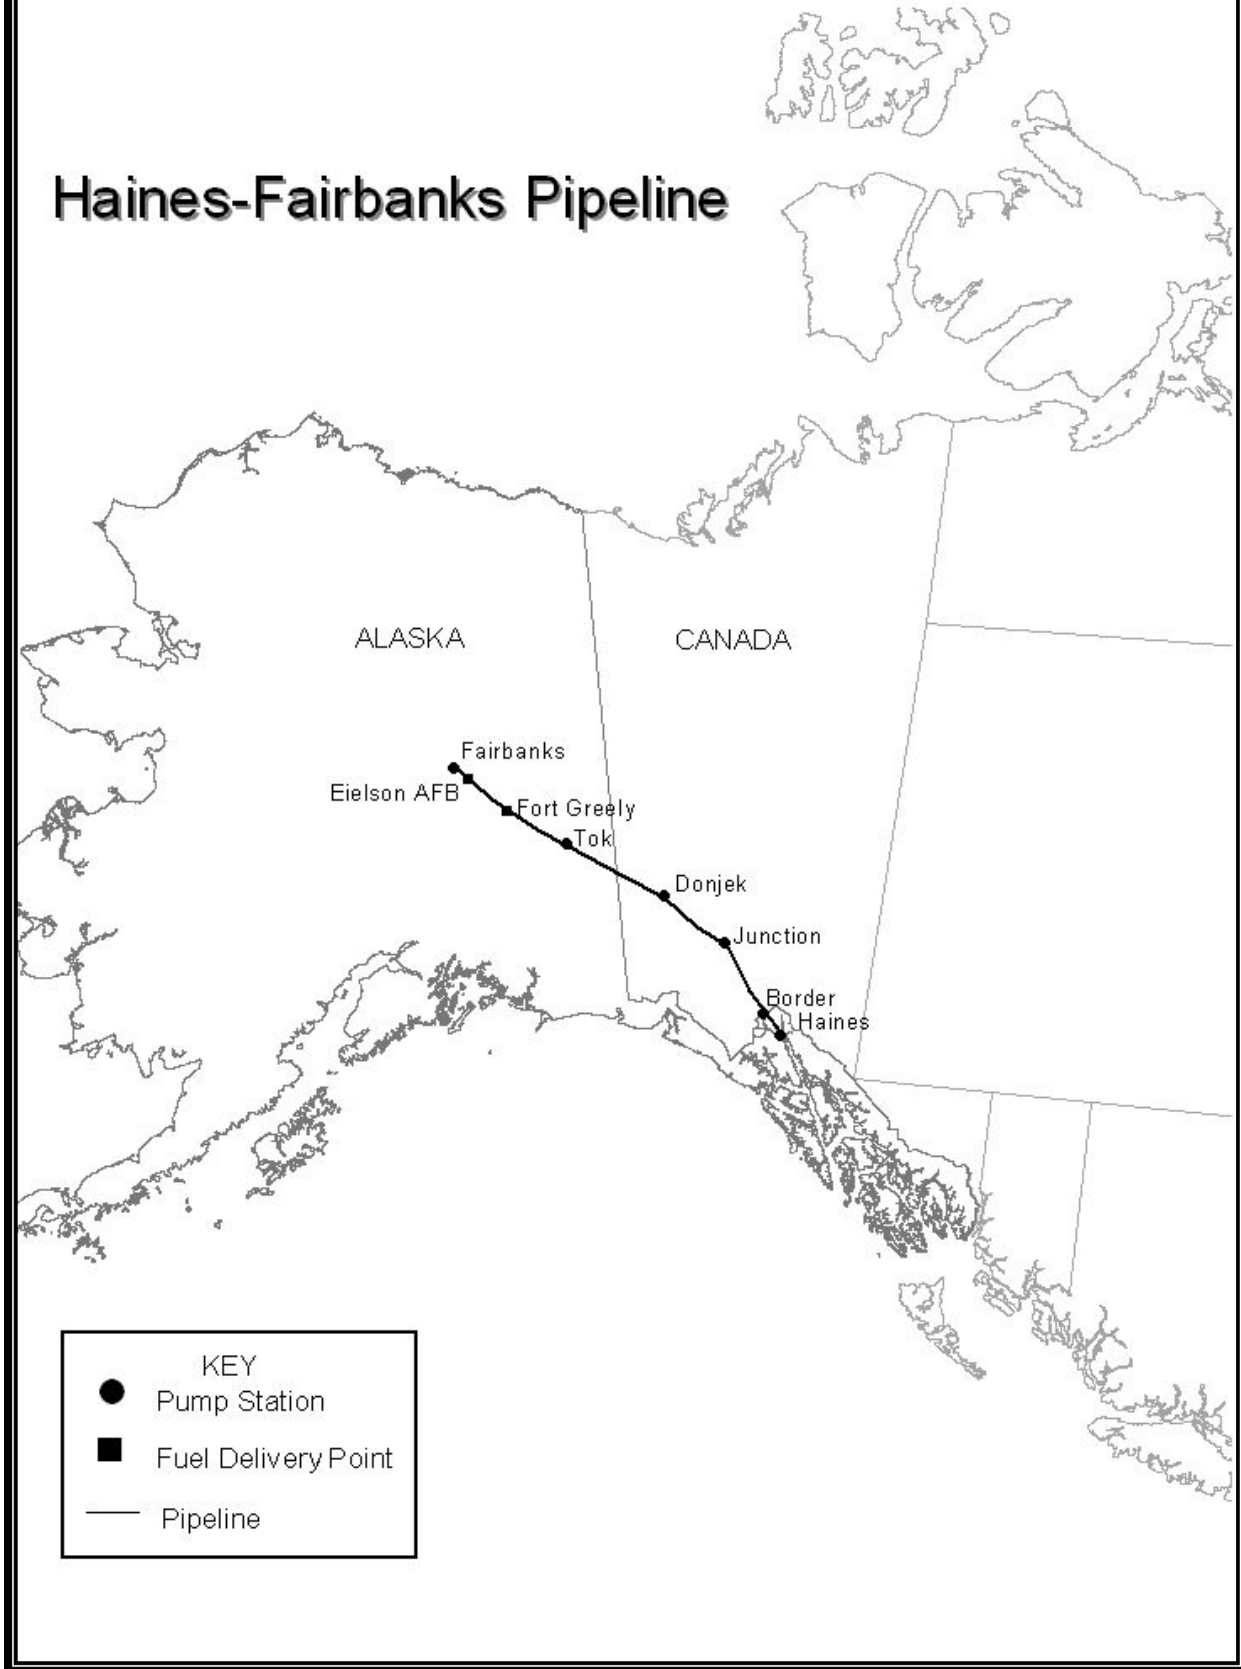 Haines-Fairbanks Pipeline
ALASKA
CANADA
Fairbanks
Eielson AFB
Fort Greely
Tok
Donjek
Junction
Border
Haines
KEY
Pump Station
Fuel Delivery Point
Pipeline